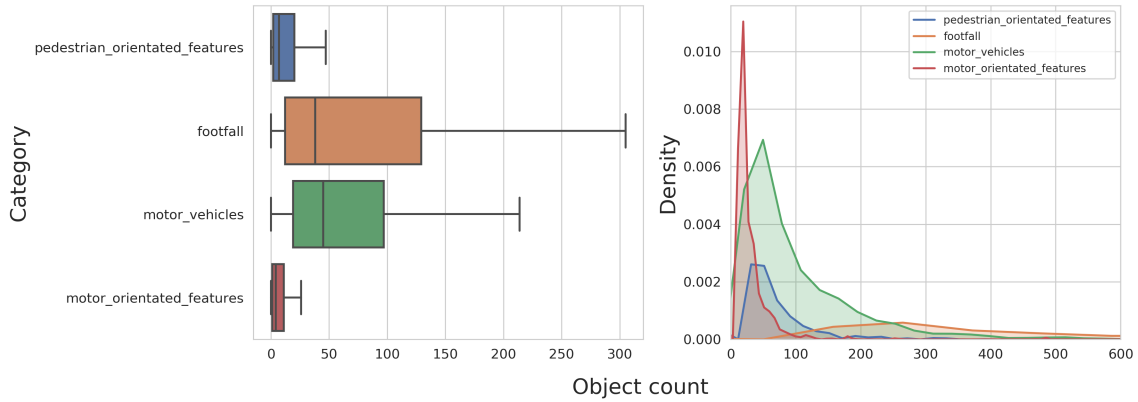 Category
pedestrian_orientated_features
footfall
motor_vehicles
motor_orientated_features
0 50 100 150 200 250 300
Density
0.010
0.008
0.006
0.004
0.002
0.000
0 100 200 300 400 500 600
pedestrian_orientated_features
footfall
motor_vehicles
motor_orientated_features
Object count